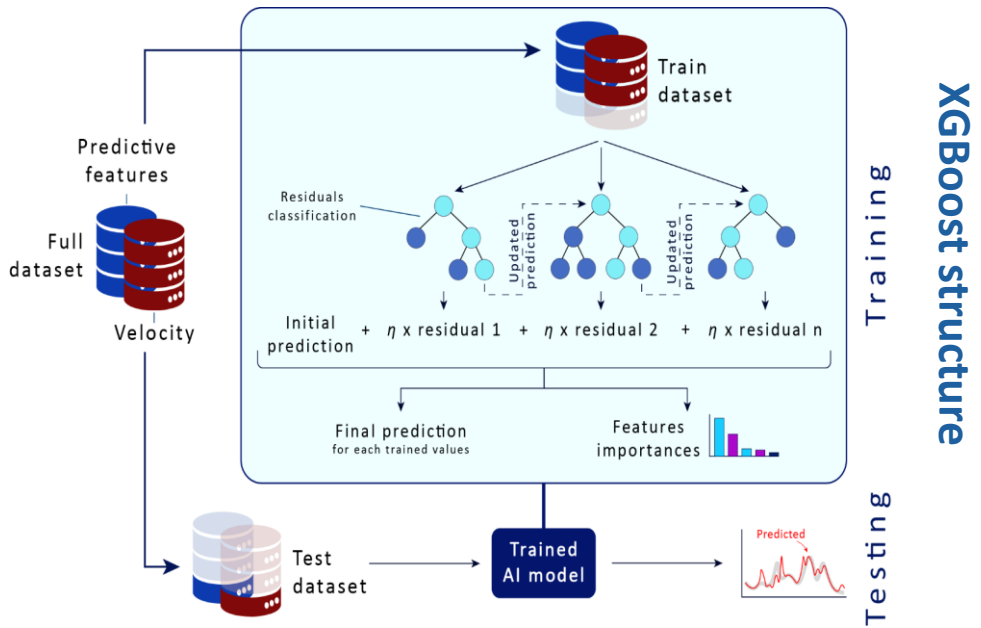 Train
dataset
Predictive
features
Full
dataset
Velocity
Residuals
classification
Updated
prediction
Updated
prediction
Initial
prediction
+ η x residual 1 + η x residual 2 + η x residual n
Final prediction
for each trained values
Features
importances
Training
XGBoost structure
Test
dataset
Trained
AI model
Predicted
Testing